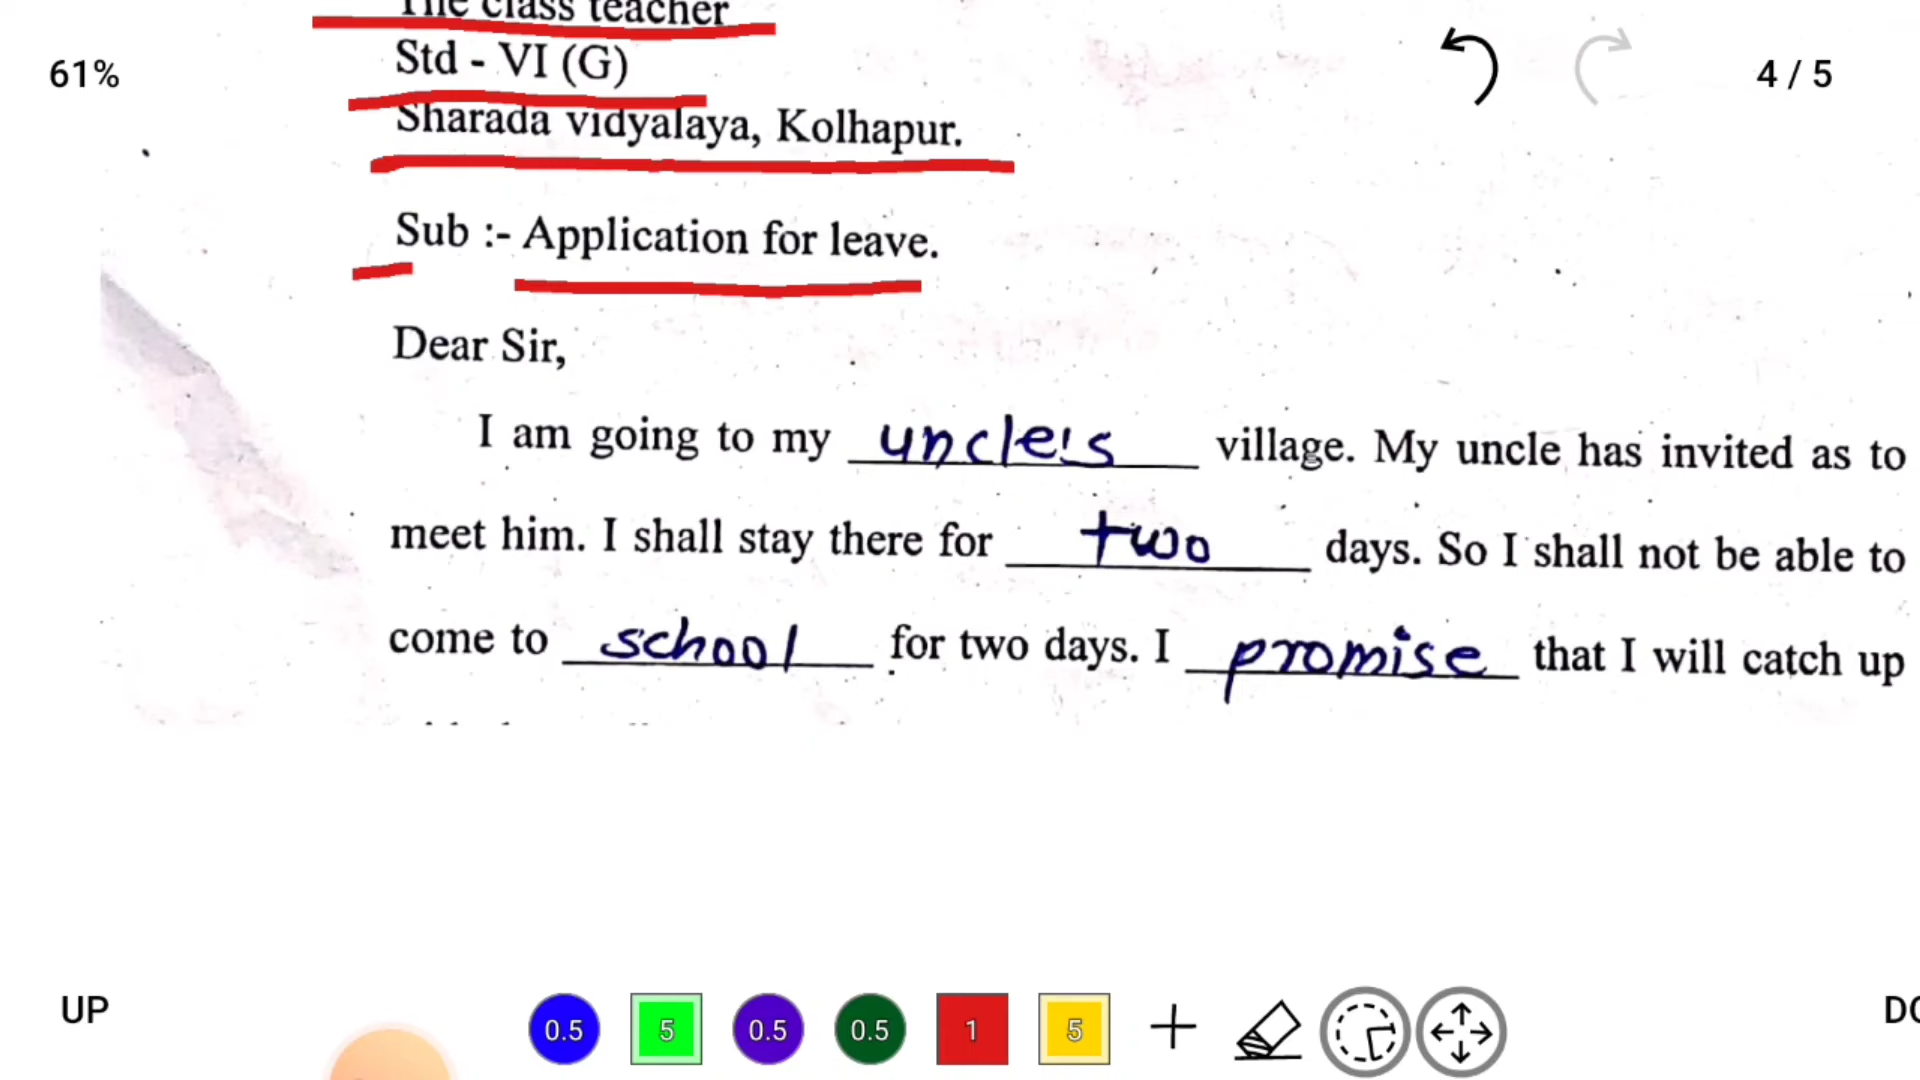 The class teacher
61%
Std - VI (G)
4 / 5
Sharada vidyalaya, Kolhapur.
Sub :- Application for leave.
Dear Sir,
I am going to my uncle's village. My uncle has invited as to
meet him. I shall stay there for two days. So I shall not be able to
come to school for two days. I promise that I will catch up
UP
0.5 5 0.5 0.5 1 5